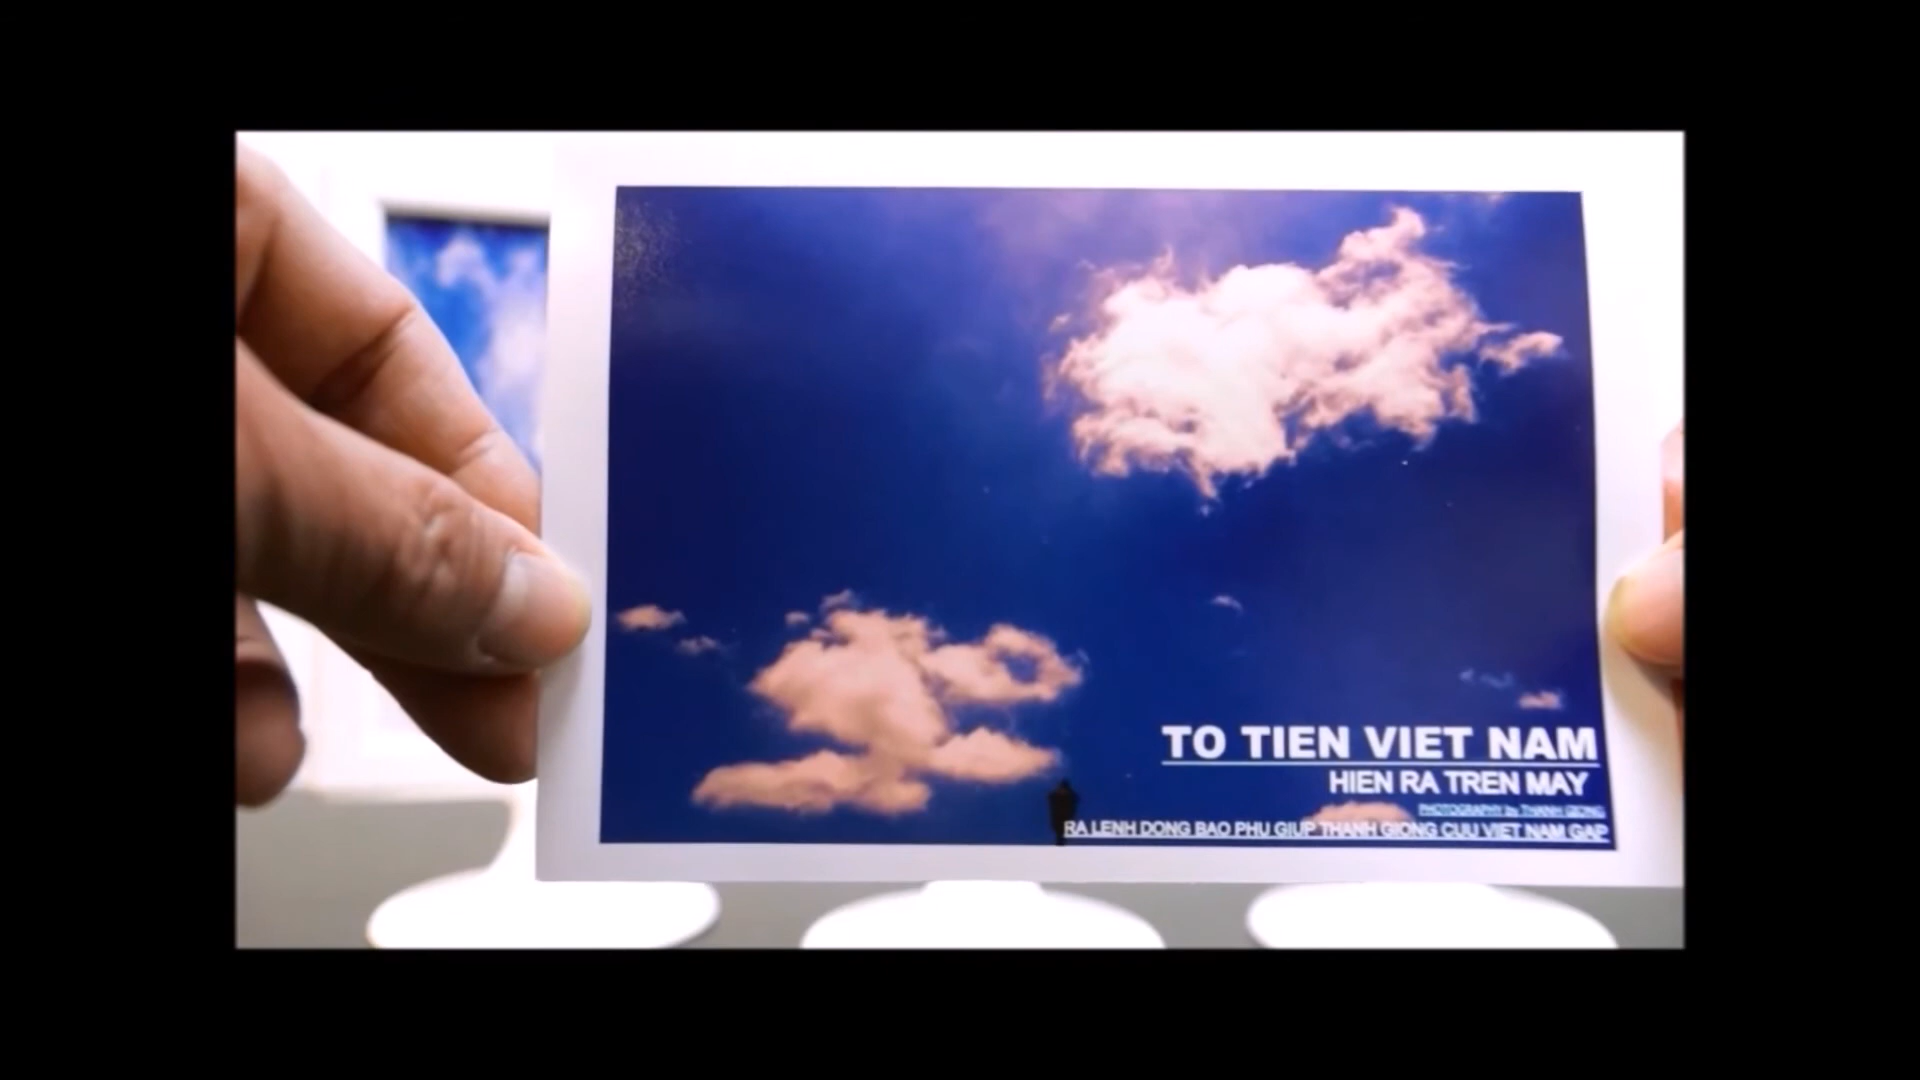 TO TIEN VIET NAM
HIEN RA TREN MAY
PHOTOGRAPHY by THANH GIONG
RA LENH DONG BAO PHU GIUP THANH GIONG CUU VIET NAM GAP